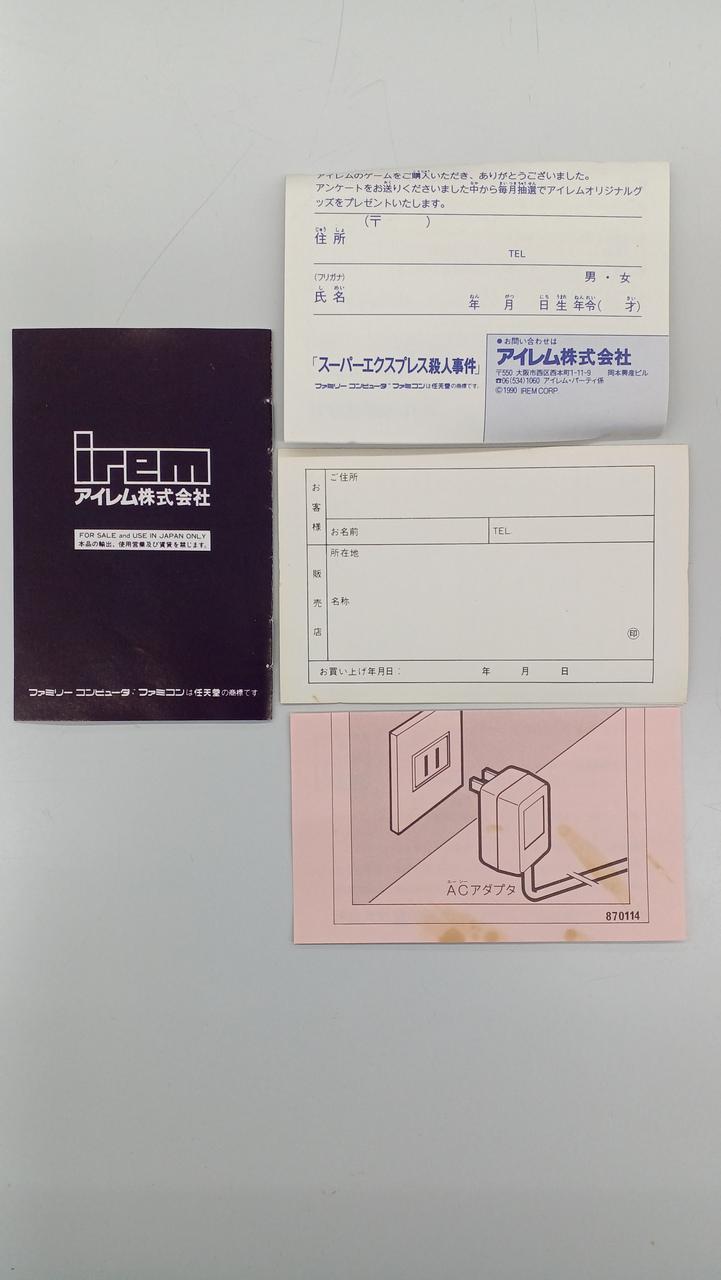 irem
アイレム株式会社
FOR SALE and USE IN JAPAN ONLY
本品の輸出、使用営業及び賃貸を禁じます。
ファミリー コンピュータ・ファミコンは任天堂の商標です
アイレムのゲームをご購入いただき、ありがとうございました。
アンケートをお送りくださいました中から毎月抽選でアイレムオリジナルグ
ッズをプレゼントいたします。
(〒　　　)
住所
TEL
(フリガナ)
男・女
氏名
年　月　日生 年令(　才)
「スーパーエクスプレス殺人事件」
ファミリー コンピュータ・ファミコンは任天堂の商標です。
●お問い合わせは
アイレム株式会社
〒550 大阪市西区西本町1-11-9　岡本興産ビル
☎06(534)1060 アイレム・パーティ係
©1990 IREM CORP.
お客様
ご住所
お名前
TEL.
販売店
所在地
名称
㊞
お買い上げ年月日：　年　月　日
ACアダプタ
870114